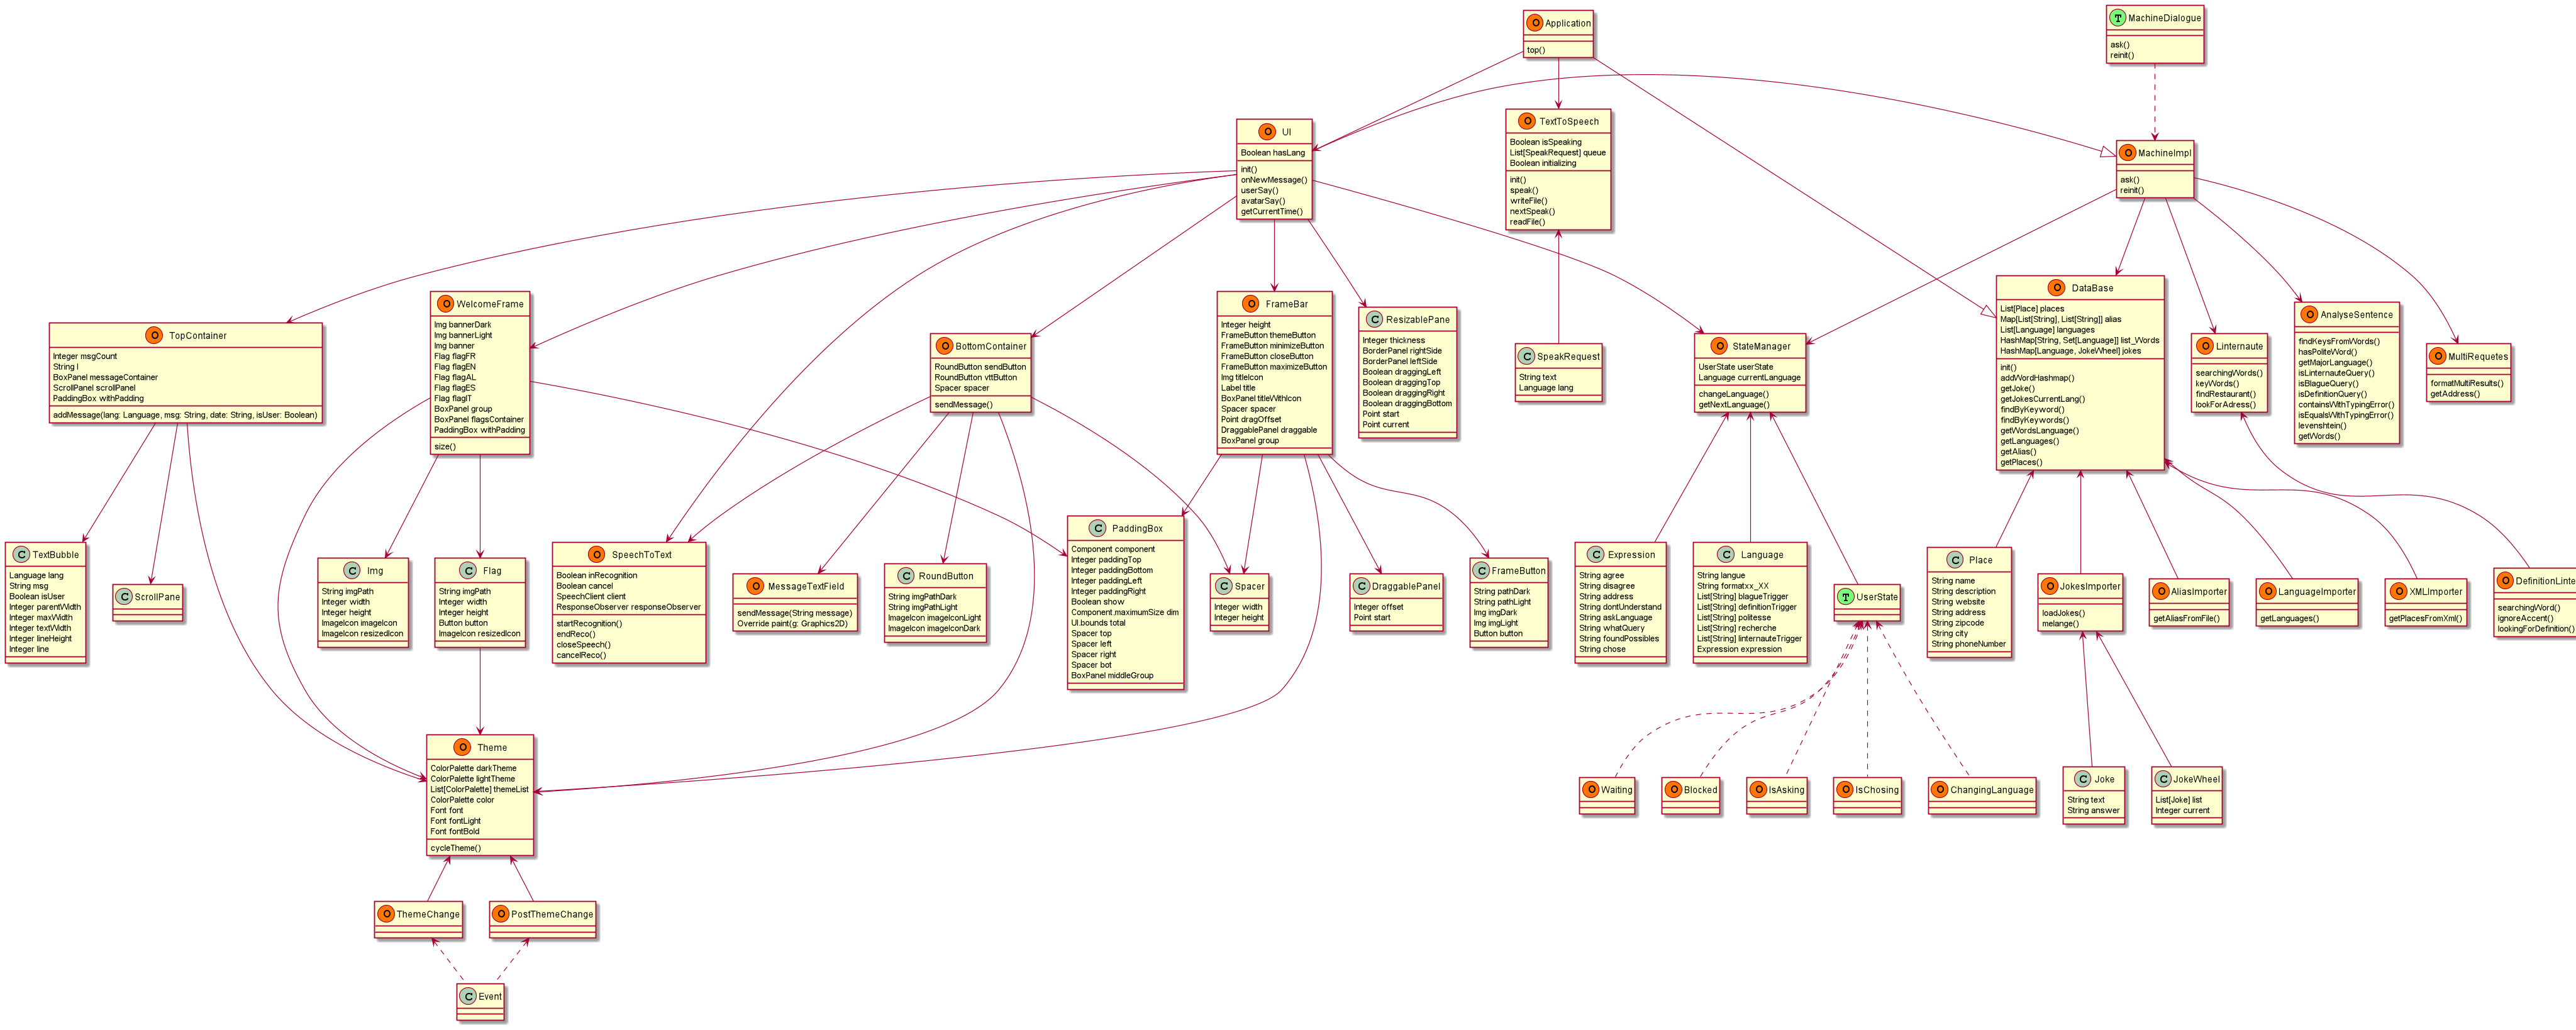 O Application
top()
T MachineDialogue
ask()
reinit()
O UI
Boolean hasLang
init()
onNewMessage()
userSay()
avatarSay()
getCurrentTime()
O TextToSpeech
Boolean isSpeaking
List[SpeakRequest] queue
Boolean initializing
init()
speak()
writeFile()
nextSpeak()
readFile()
O MachineImpl
ask()
reinit()
O TopContainer
Integer msgCount
String l
BoxPanel messageContainer
ScrollPanel scrollPanel
PaddingBox withPadding
addMessage(lang: Language, msg: String, date: String, isUser: Boolean)
O WelcomeFrame
Img bannerDark
Img bannerLight
Img banner
Flag flagFR
Flag flagEN
Flag flagAL
Flag flagES
Flag flagIT
BoxPanel group
BoxPanel flagsContainer
PaddingBox withPadding
size()
O BottomContainer
RoundButton sendButton
RoundButton vttButton
Spacer spacer
sendMessage()
O FrameBar
Integer height
FrameButton themeButton
FrameButton minimizeButton
FrameButton closeButton
FrameButton maximizeButton
Img titleIcon
Label title
BoxPanel titleWithIcon
Spacer spacer
Point dragOffset
DraggablePanel draggable
BoxPanel group
C ResizablePane
Integer thickness
BorderPanel rightSide
BorderPanel leftSide
Boolean draggingLeft
Boolean draggingTop
Boolean draggingRight
Boolean draggingBottom
Point start
Point current
C SpeakRequest
String text
Language lang
O StateManager
UserState userState
Language currentLanguage
changeLanguage()
getNextLanguage()
O DataBase
List[Place] places
Map[List[String], List[String]] alias
List[Language] languages
HashMap[String, Set[Language]] list_Words
HashMap[Language, JokeWheel] jokes
init()
addWordHashmap()
getJoke()
getJokesCurrentLang()
findByKeyword()
findByKeywords()
getWordsLanguage()
getLanguages()
getAlias()
getPlaces()
O Linternaute
searchingWords()
keyWords()
findRestaurant()
lookForAdress()
O AnalyseSentence
findKeysFromWords()
hasPoliteWord()
getMajorLanguage()
isLinternauteQuery()
isBlagueQuery()
isDefinitionQuery()
containsWithTypingError()
isEqualsWithTypingError()
levenshtein()
getWords()
O MultiRequetes
formatMultiResults()
getAddress()
C TextBubble
Language lang
String msg
Boolean isUser
Integer parentWidth
Integer maxWidth
Integer textWidth
Integer lineHeight
Integer line
C ScrollPane
C Img
String imgPath
Integer width
Integer height
ImageIcon imageIcon
ImageIcon resizedIcon
C Flag
String imgPath
Integer width
Integer height
Button button
ImageIcon resizedIcon
O SpeechToText
Boolean inRecognition
Boolean cancel
SpeechClient client
ResponseObserver responseObserver
startRecognition()
endReco()
closeSpeech()
cancelReco()
O MessageTextField
sendMessage(String message)
Override paint(g: Graphics2D)
C RoundButton
String imgPathDark
String imgPathLight
ImageIcon imageIconLight
ImageIcon imageIconDark
C PaddingBox
Component component
Integer paddingTop
Integer paddingBottom
Integer paddingLeft
Integer paddingRight
Boolean show
Component.maximumSize dim
UI.bounds total
Spacer top
Spacer left
Spacer right
Spacer bot
BoxPanel middleGroup
C Spacer
Integer width
Integer height
C DraggablePanel
Integer offset
Point start
C FrameButton
String pathDark
String pathLight
Img imgDark
Img imgLight
Button button
C Expression
String agree
String disagree
String address
String dontUnderstand
String askLanguage
String whatQuery
String foundPossibles
String chose
C Language
String langue
String formatxx_XX
List[String] blagueTrigger
List[String] definitionTrigger
List[String] politesse
List[String] recherche
List[String] linternauteTrigger
Expression expression
T UserState
C Place
String name
String description
String website
String address
String zipcode
String city
String phoneNumber
O JokesImporter
loadJokes()
melange()
O AliasImporter
getAliasFromFile()
O LanguageImporter
getLanguages()
O XMLImporter
getPlacesFromXml()
O DefinitionLinte
searchingWord()
ignoreAccent()
lookingForDefinition()
O Theme
ColorPalette darkTheme
ColorPalette lightTheme
List[ColorPalette] themeList
ColorPalette color
Font font
Font fontLight
Font fontBold
cycleTheme()
O Waiting
O Blocked
O IsAsking
O IsChosing
O ChangingLanguage
C Joke
String text
String answer
C JokeWheel
List[Joke] list
Integer current
O ThemeChange
O PostThemeChange
C Event